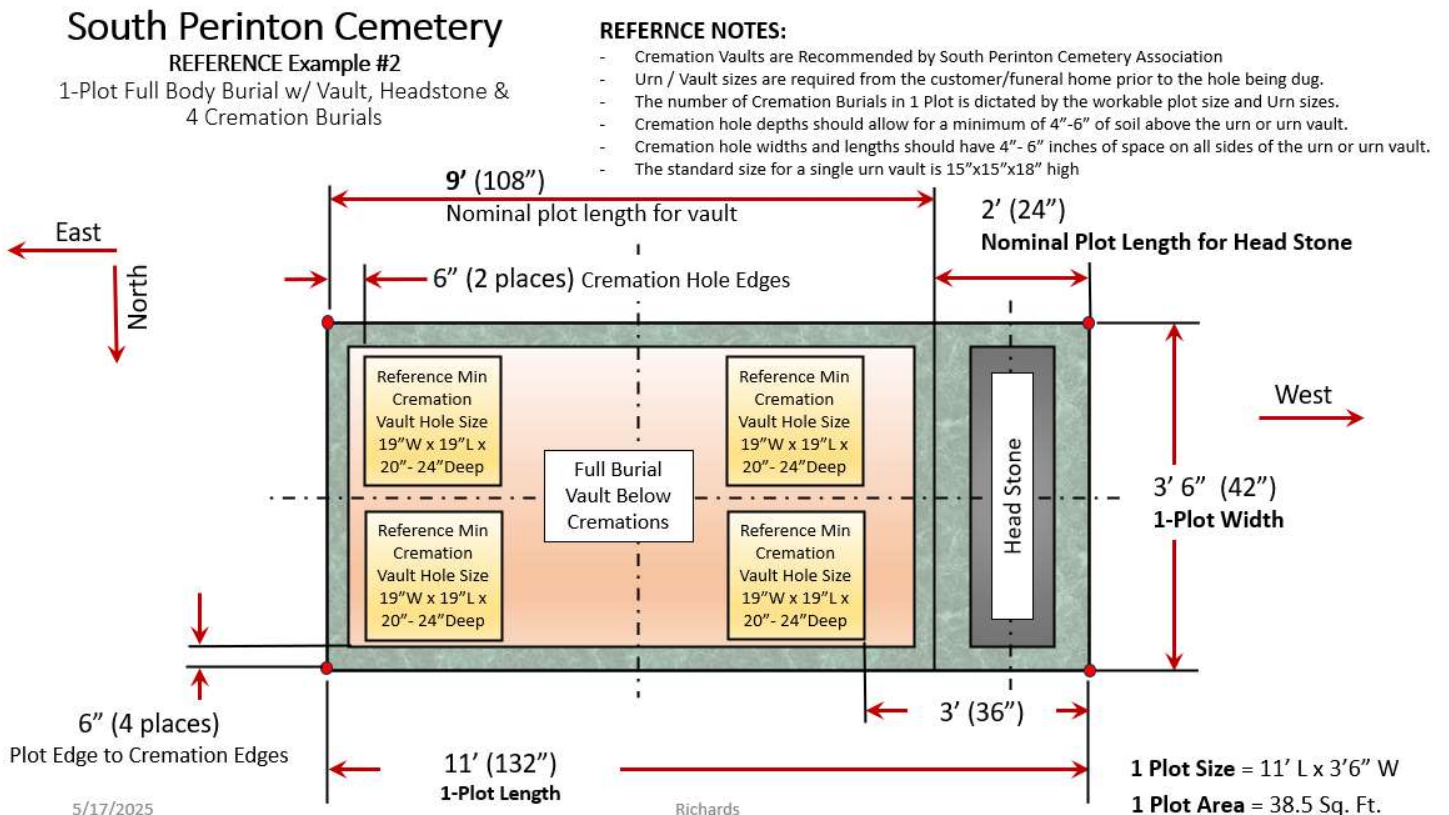 South Perinton Cemetery
REFERENCE Example #2
1-Plot Full Body Burial w/ Vault, Headstone &
4 Cremation Burials
REFERNCE NOTES:
- Cremation Vaults are Recommended by South Perinton Cemetery Association
- Urn / Vault sizes are required from the customer/funeral home prior to the hole being dug.
- The number of Cremation Burials in 1 Plot is dictated by the workable plot size and Urn sizes.
- Cremation hole depths should allow for a minimum of 4”-6” of soil above the urn or urn vault.
- Cremation hole widths and lengths should have 4”- 6” inches of space on all sides of the urn or urn vault.
- The standard size for a single urn vault is 15”x15”x18” high
9’ (108”)
Nominal plot length for vault
2’ (24”)
Nominal Plot Length for Head Stone
East
North
6” (2 places) Cremation Hole Edges
Reference Min
Cremation
Vault Hole Size
19”W x 19”L x
20”- 24”Deep
Reference Min
Cremation
Vault Hole Size
19”W x 19”L x
20”- 24”Deep
West
Full Burial
Vault Below
Cremations
Head Stone
3’ 6” (42”)
1-Plot Width
Reference Min
Cremation
Vault Hole Size
19”W x 19”L x
20”- 24”Deep
Reference Min
Cremation
Vault Hole Size
19”W x 19”L x
20”- 24”Deep
6” (4 places)
Plot Edge to Cremation Edges
3’ (36”)
11’ (132”)
1-Plot Length
1 Plot Size = 11’ L x 3’6” W
1 Plot Area = 38.5 Sq. Ft.
5/17/2025
Richards